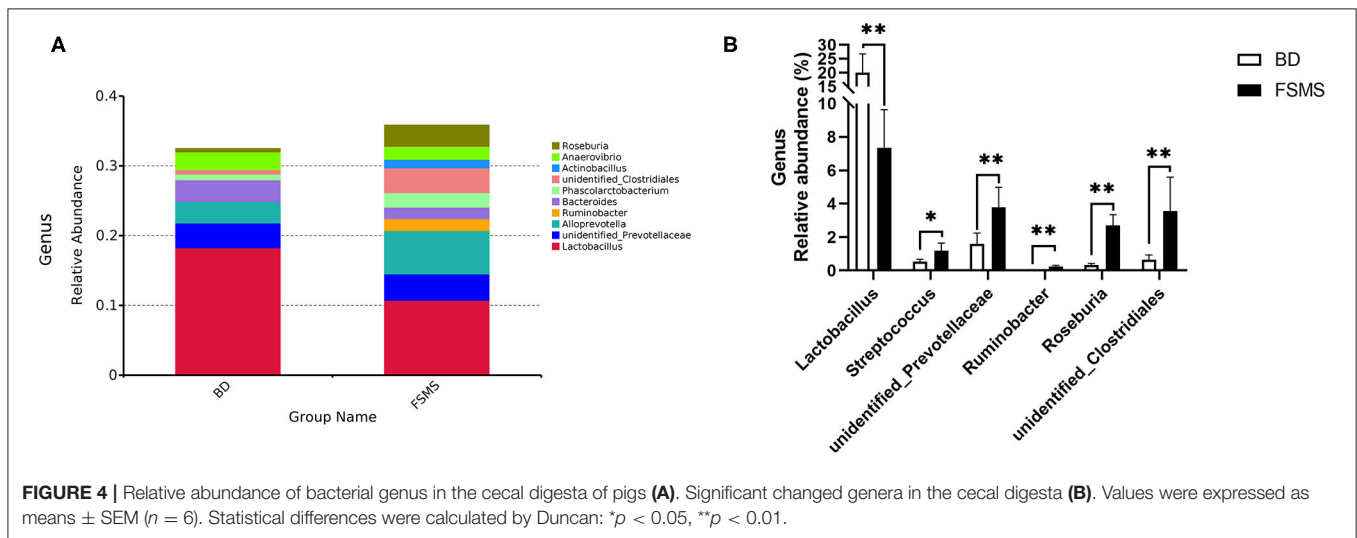 A
Genus
Relative Abundance
0.4
0.3
0.2
0.1
0
BD
FSMS
Group Name
Roseburia
Anaerovibrio
Actinobacillus
unidentified_Clostridiales
Phascolarctobacterium
Bacteroides
Ruminobacter
Alloprevotella
unidentified_Prevotellaceae
Lactobacillus
B
Genus
Relative abundance (%)
30
25
20
15
10
8
6
4
2
0
**
*
**
**
**
**
Lactobacillus
Streptococcus
unidentified_Prevotellaceae
Ruminobacter
Roseburia
unidentified_Clostridiales
BD
FSMS
FIGURE 4 | Relative abundance of bacterial genus in the cecal digesta of pigs (A). Significant changed genera in the cecal digesta (B). Values were expressed as
means ± SEM (n = 6). Statistical differences were calculated by Duncan: *p < 0.05, **p < 0.01.